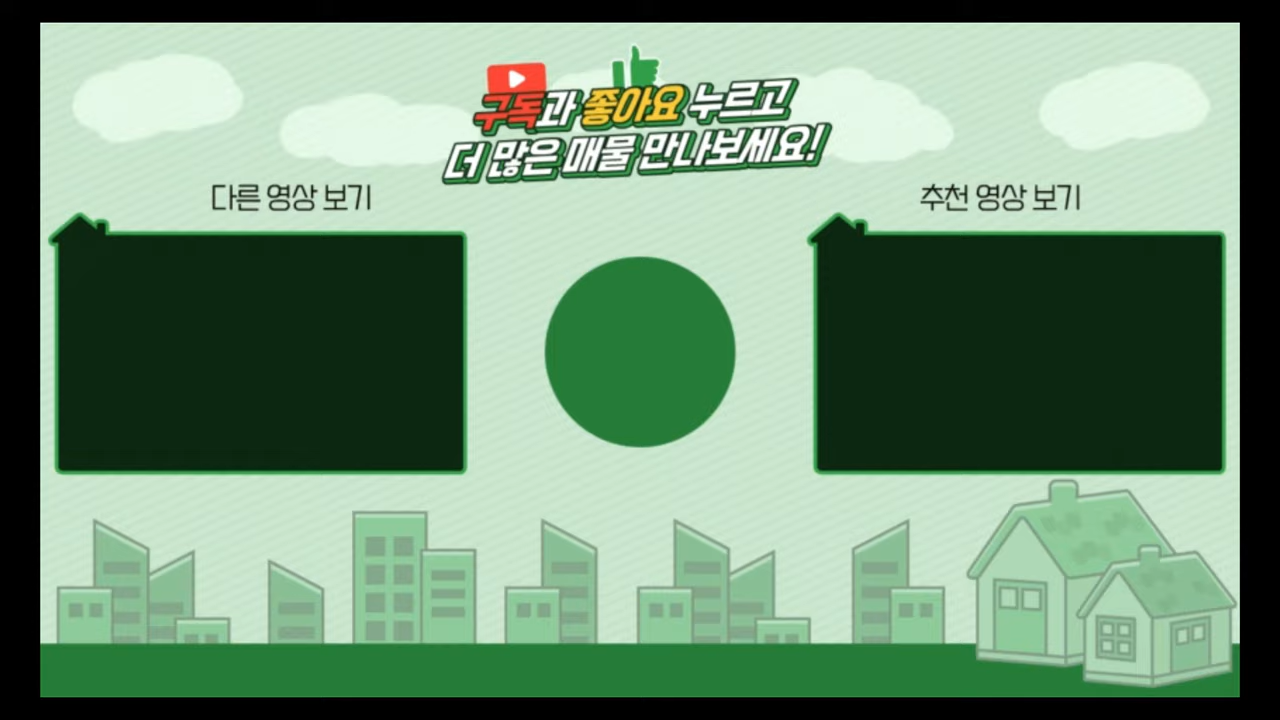 구독과 좋아요 누르고
더 많은 매물 만나보세요!
다른 영상 보기
추천 영상 보기